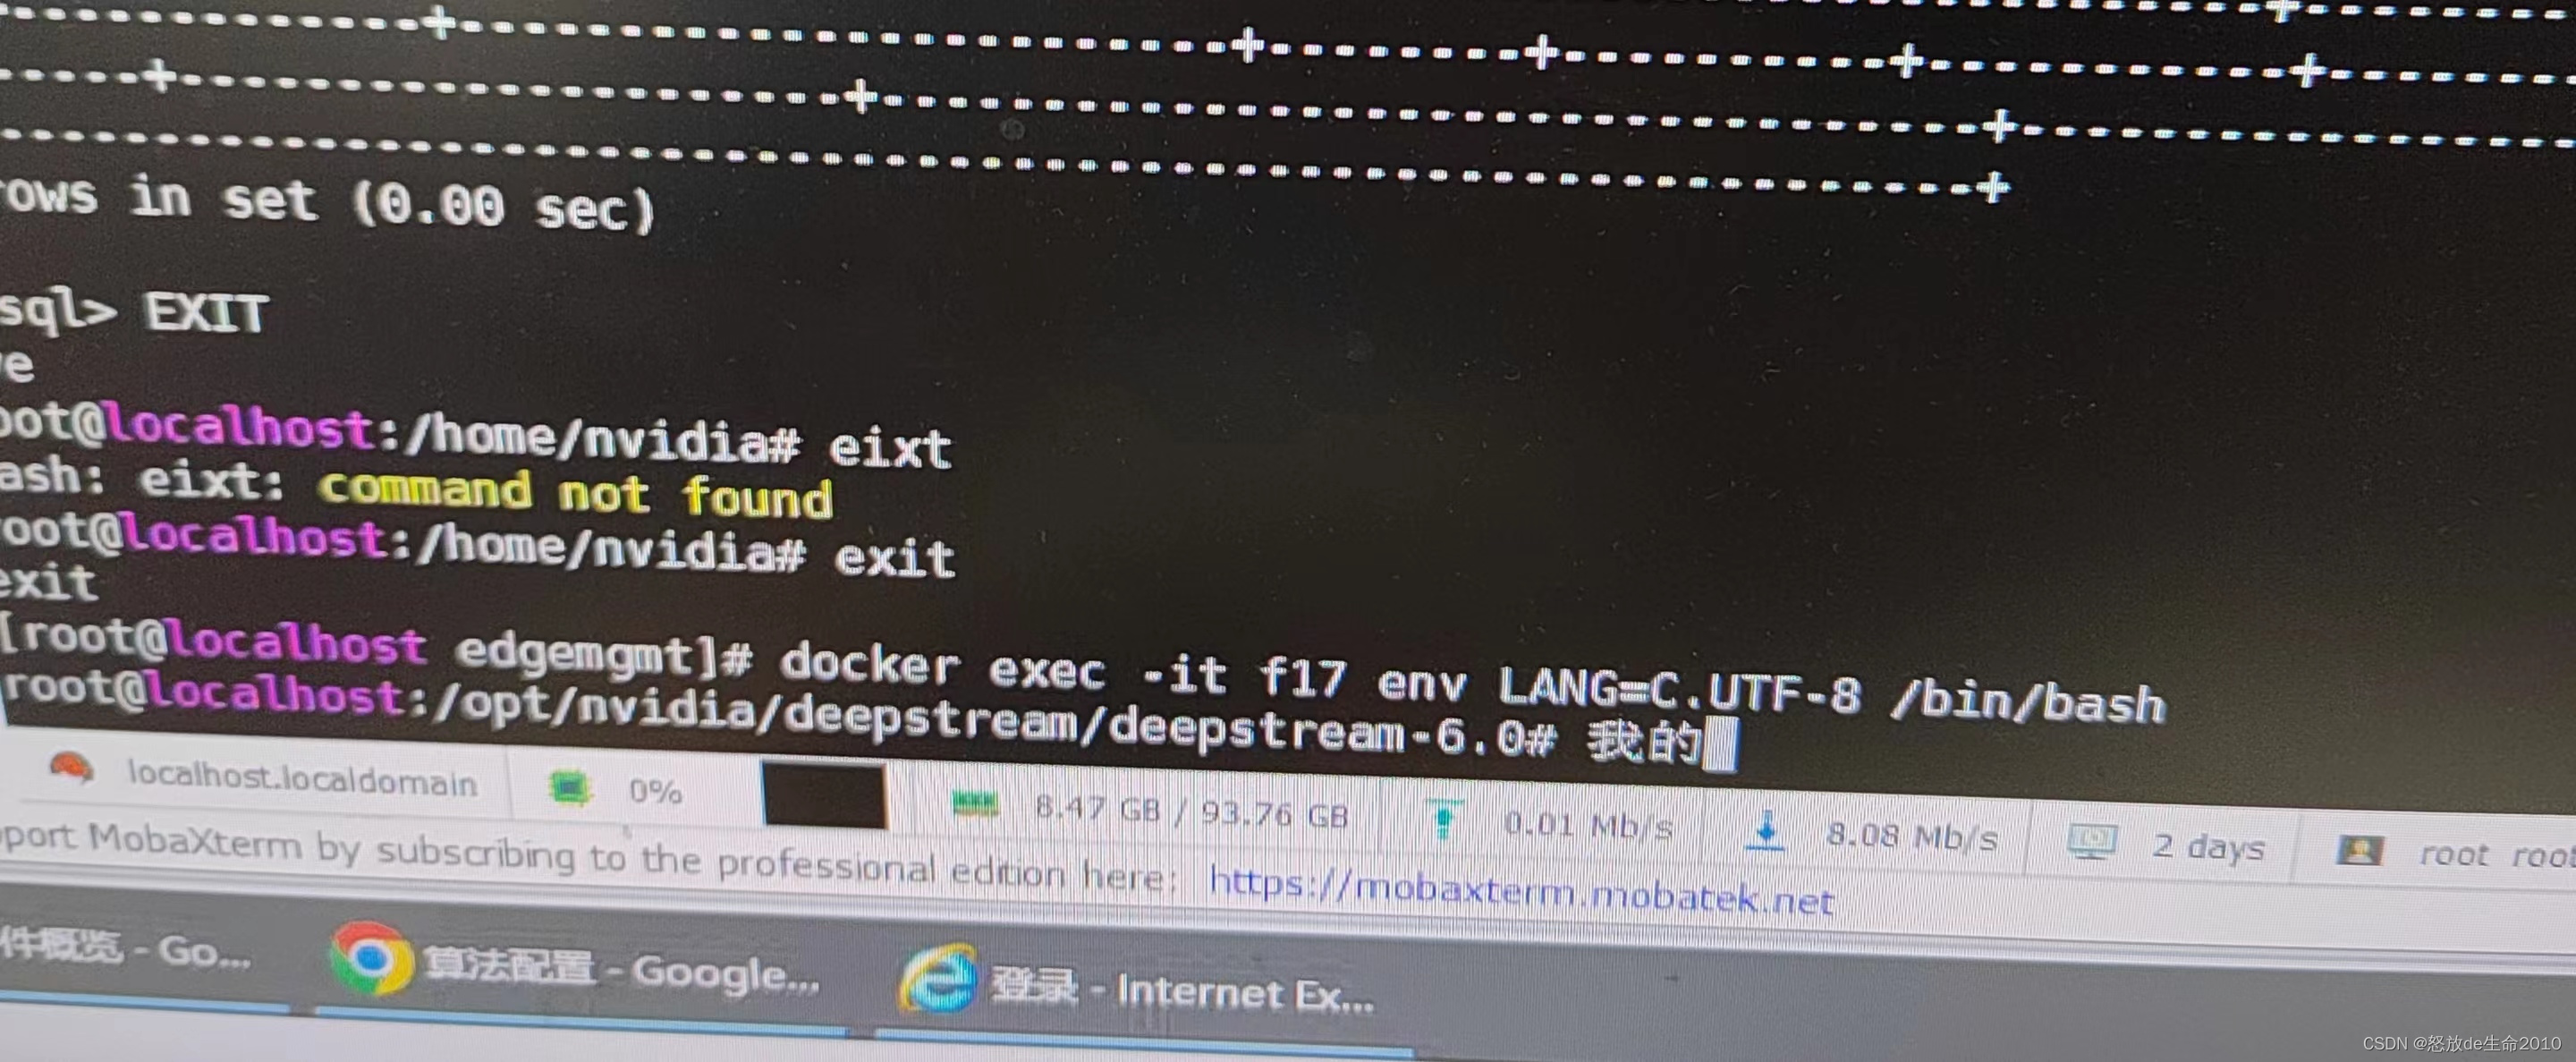 ows in set (0.00 sec)
sql> EXIT
e
oot@localhost:/home/nvidia# eixt
ash: eixt: command not found
root@localhost:/home/nvidia# exit
exit
[root@localhost edgemgmt]# docker exec -it f17 env LANG=C.UTF-8 /bin/bash
root@localhost:/opt/nvidia/deepstream/deepstream-6.0# 我的
localhost.localdomain 0% 8.47 GB / 93.76 GB 0.01 Mb/s 8.08 Mb/s 2 days root root
pport MobaXterm by subscribing to the professional edition here: https://mobaxterm.mobatek.net
件概览 - Go... 算法配置 - Google... 登录 - Internet Ex...
CSDN @怒放de生命2010